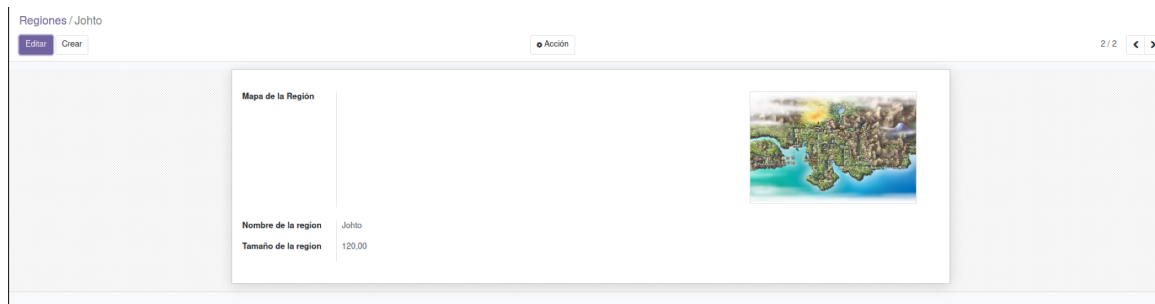 Regiones / Johto
Editar Crear Acción 2 / 2
Mapa de la Región
Nombre de la region Johto
Tamaño de la region 120,00